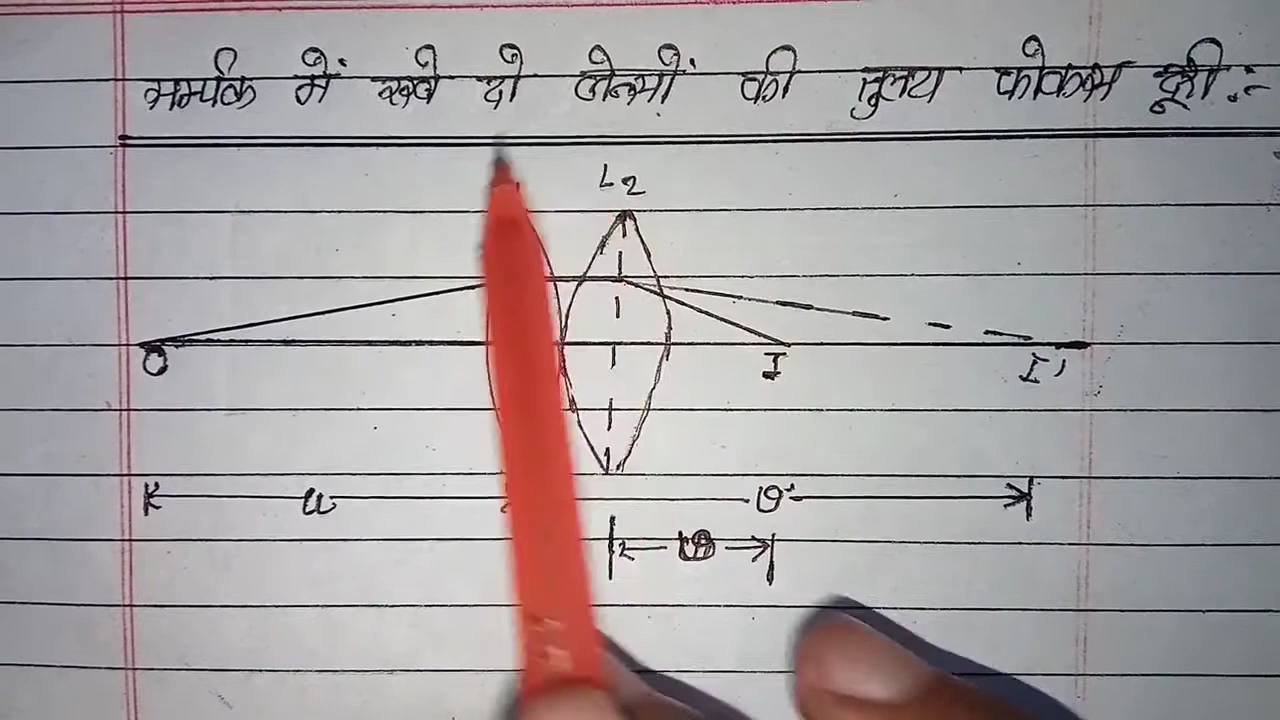 सम्पर्क में रखे दो लेन्सों की तुल्य फोकस दूरी :-
L2
O I I'
u v'